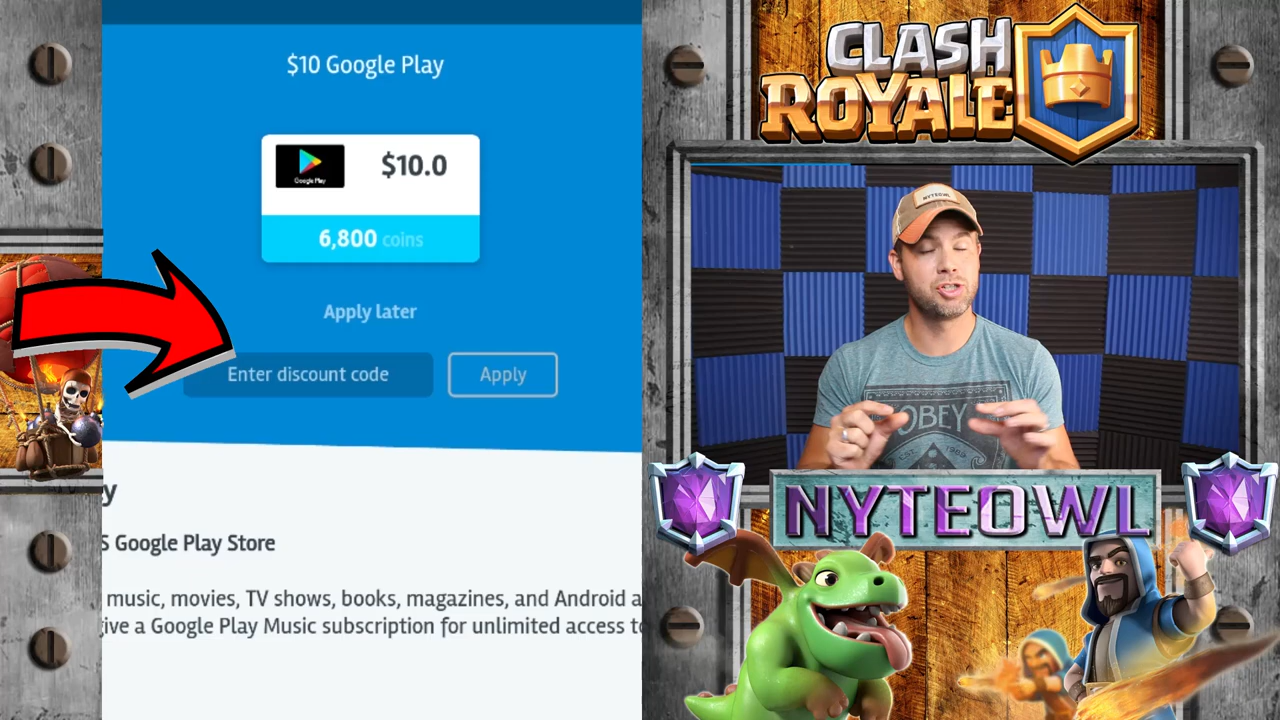 $10 Google Play
Google Play
$10.0
6,800 coins
Apply later
Enter discount code
Apply
y
S Google Play Store
music, movies, TV shows, books, magazines, and Android a
give a Google Play Music subscription for unlimited access to
CLASH
ROYALE
NYTEOWL
OBEY
NYTEOWL